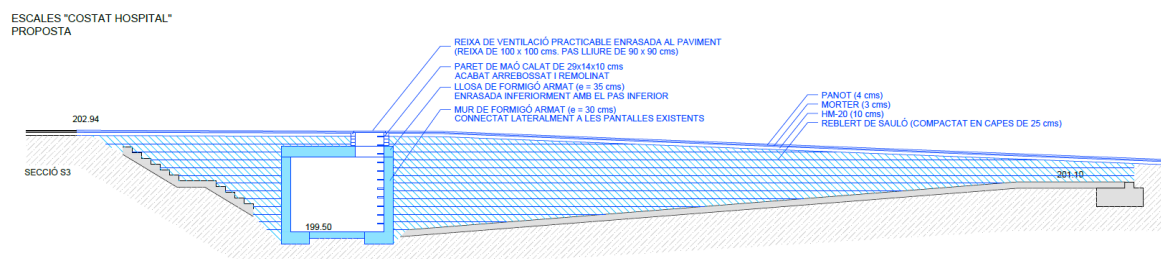 ESCALES "COSTAT HOSPITAL"
PROPOSTA
REIXA DE VENTILACIÓ PRACTICABLE ENRASADA AL PAVIMENT
(REIXA DE 100 x 100 cms. PAS LLIURE DE 90 x 90 cms)
PARET DE MAÓ CALAT DE 29x14x10 cms
ACABAT ARREBOSSAT I REMOLINAT
LLOSA DE FORMIGÓ ARMAT (e = 35 cms)
ENRASADA INFERIORMENT AMB EL PAS INFERIOR
MUR DE FORMIGÓ ARMAT (e = 30 cms)
CONNECTAT LATERALMENT A LES PANTALLES EXISTENTS
PANOT (4 cms)
MORTER (3 cms)
HM-20 (10 cms)
REBLERT DE SAULÓ (COMPACTAT EN CAPES DE 25 cms)
202.94
SECCIÓ S3
201.10
199.50